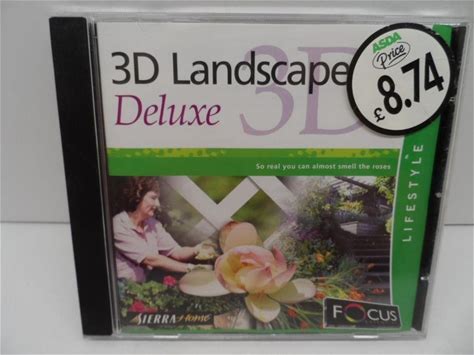 3D Landscape
3D
Deluxe
ASDA
Price
£8.74
So real you can almost smell the roses
LIFESTYLE
SIERRA Home
FOCUS